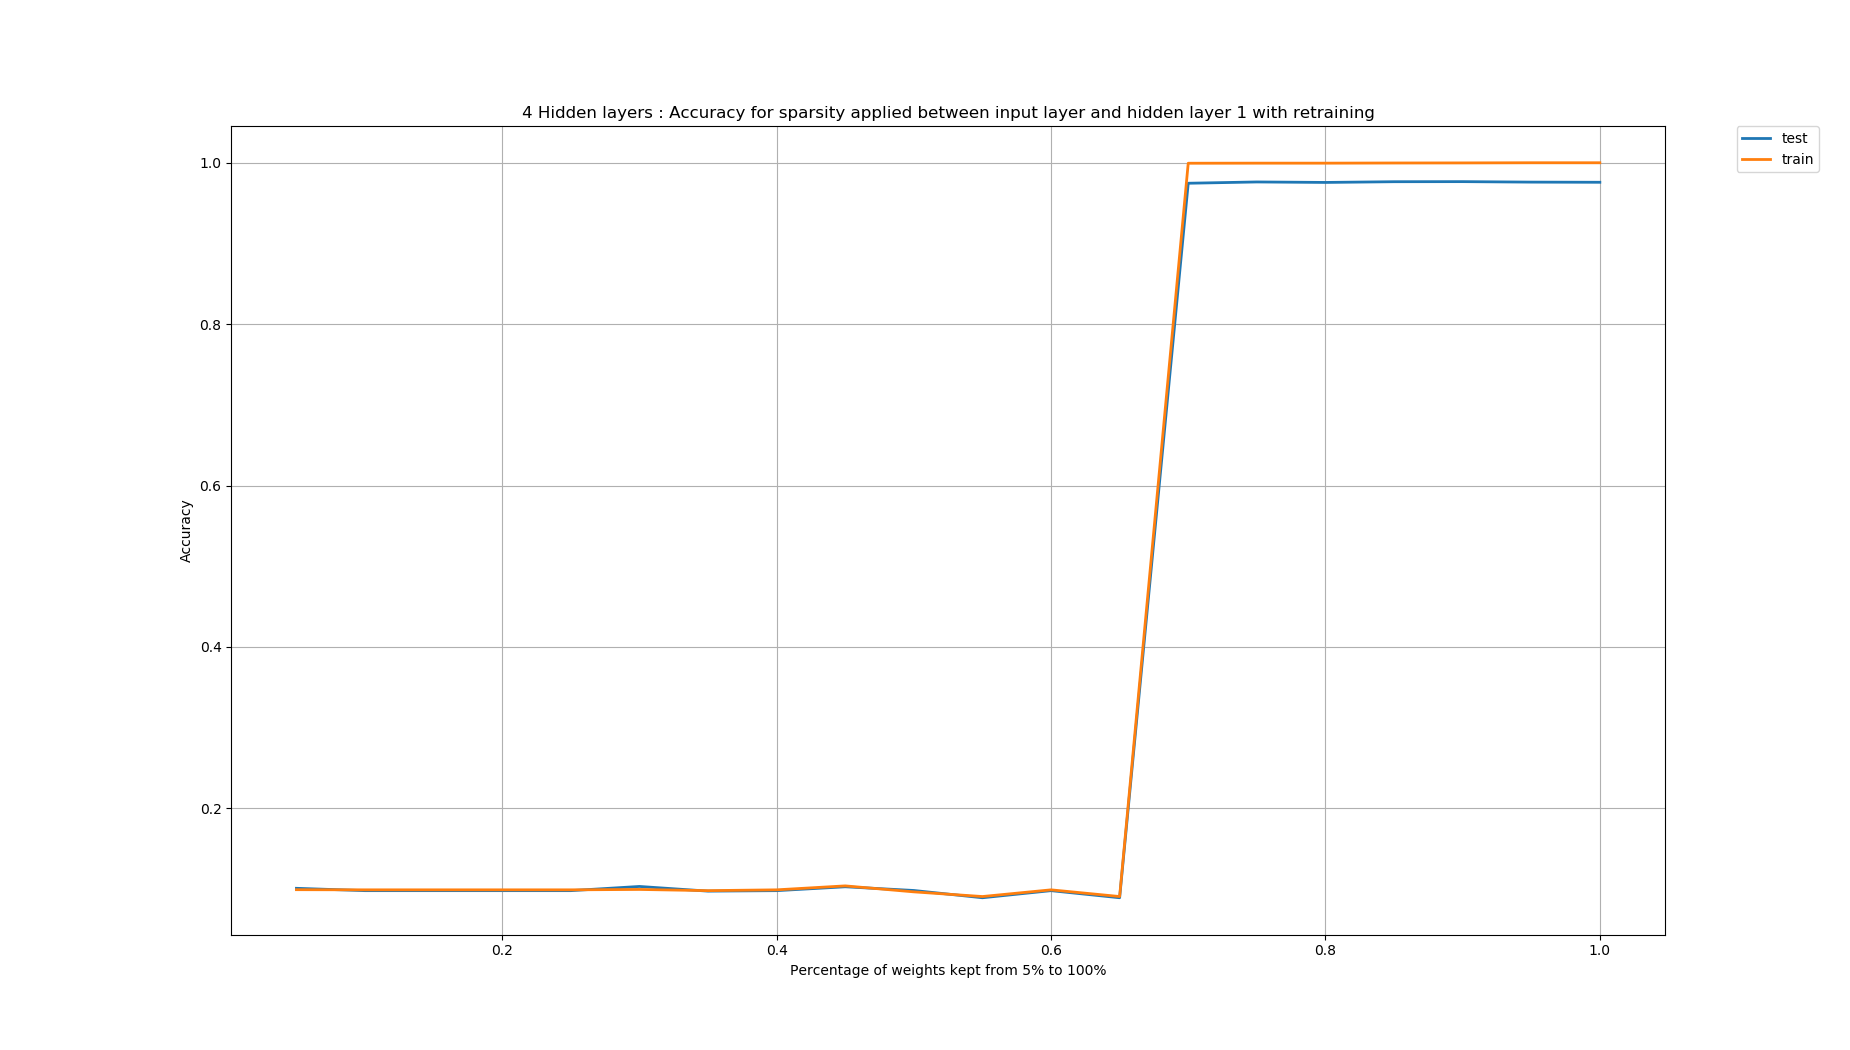 4 Hidden layers : Accuracy for sparsity applied between input layer and hidden layer 1 with retraining
test
train
1.0
0.8
0.6
0.4
0.2
Accuracy
0.2 0.4 0.6 0.8 1.0
Percentage of weights kept from 5% to 100%